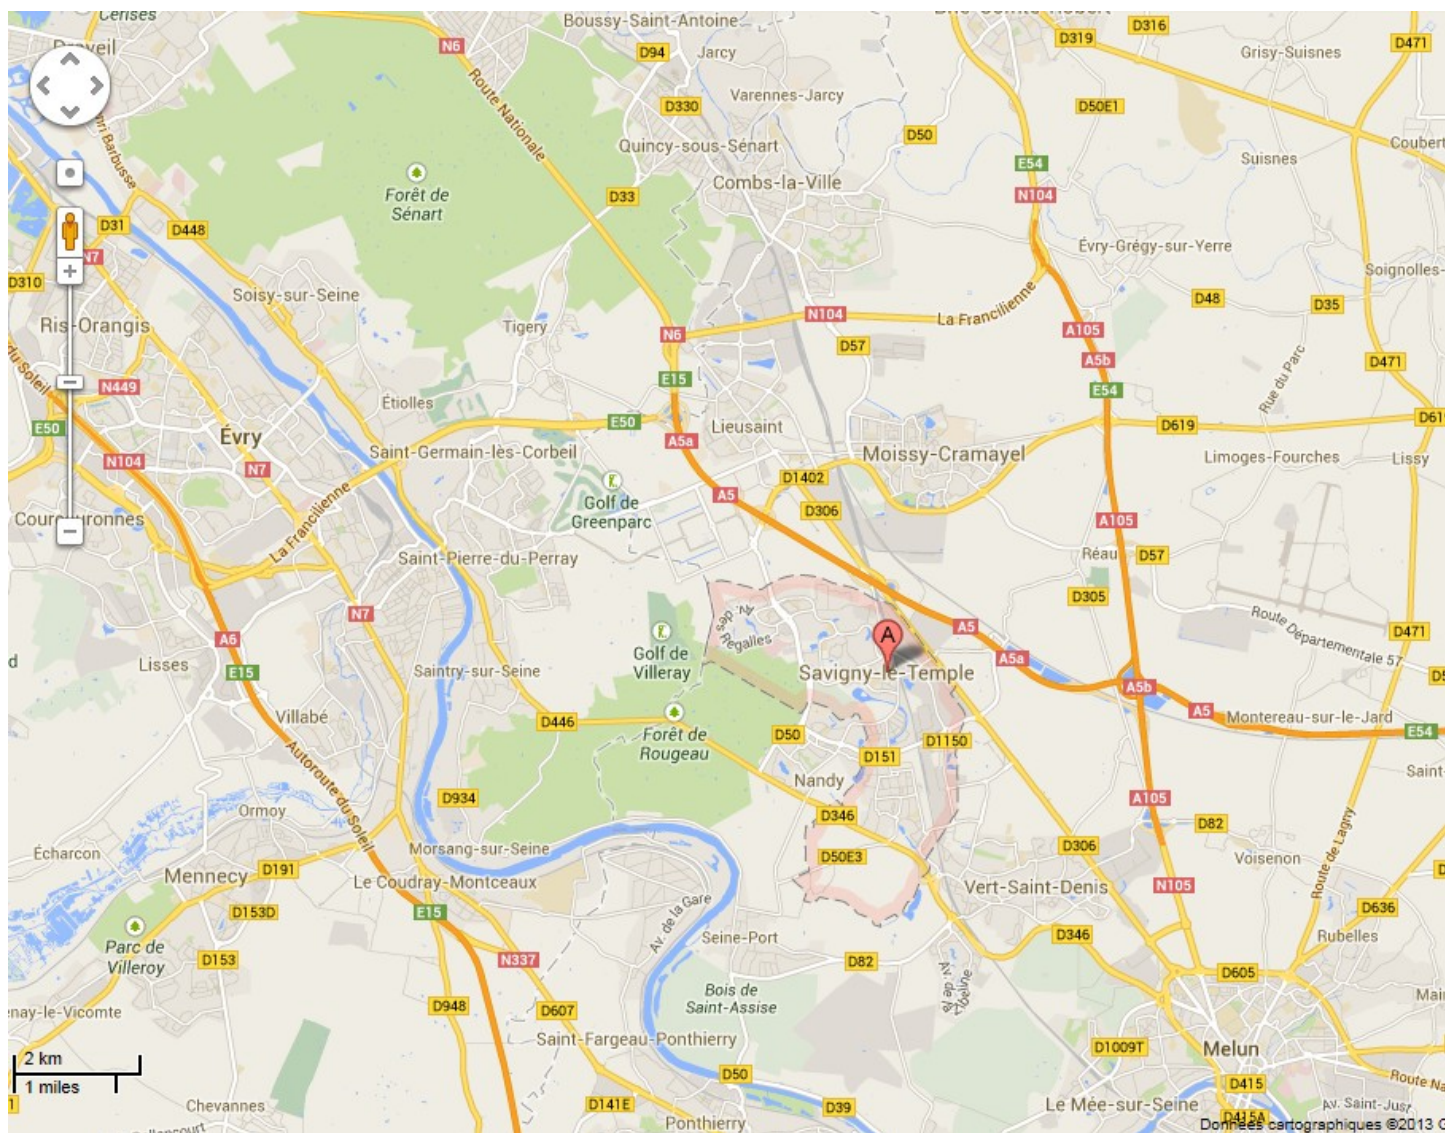 Boussy-Saint-Antoine
D316
D319
D471
Grisy-Suisnes
N6
D94
Jarcy
Route Nationale
Varennes-Jarcy
D330
D50E1
D50
Coubert
Quincy-sous-Sénart
Suisnes
E54
Combs-la-Ville
N104
Forêt de
Sénart
D33
D31
D448
N7
Évry-Grégy-sur-Yerre
D310
Soignolles-
Soisy-sur-Seine
La Francilienne
D48
D35
Ris-Orangis
Tigery
N6
N104
A105
D57
A5b
D471
du Soleil
Rue du Parc
N449
E15
E54
Étiolles
E50
E50
Lieusaint
D619
Évry
A5a
Saint-Germain-lès-Corbeil
Moissy-Cramayel
Limoges-Fourches
Lissy
N104
N7
D1402
A5
Golf de
Greenparc
D306
La Francilienne
A105
Saint-Pierre-du-Perray
Réau
D57
D305
N7
Av. des
Régalles
Route Départementale 57
A6
A
A5
D471
Lisses
E15
Saintry-sur-Seine
Golf de
Villeray
A5a
Savigny-le-Temple
A5b
Villabé
D446
Forêt de
Rougeau
D50
A5
Montereau-sur-le-Jard
E54
D151
D1150
Autoroute du Soleil
Nandy
D934
A105
Ormoy
D346
D82
Route de Lagny
Écharcon
Morsang-sur-Seine
D50E3
D306
Voisenon
Mennecy
D191
Le Coudray-Montceaux
Vert-Saint-Denis
N105
D153D
E15
Av. de la Gare
D636
Parc de
Villeroy
Seine-Port
D346
Rubelles
D153
N337
D82
D605
Bois de
Saint-Assise
D948
D607
Saint-Fargeau-Ponthierry
2 km
D1009T
Melun
1 miles
D50
D415
Chevannes
D141E
D39
Le Mée-sur-Seine
Av. Saint-Just
Ponthierry
D415A
Données cartographiques ©2013